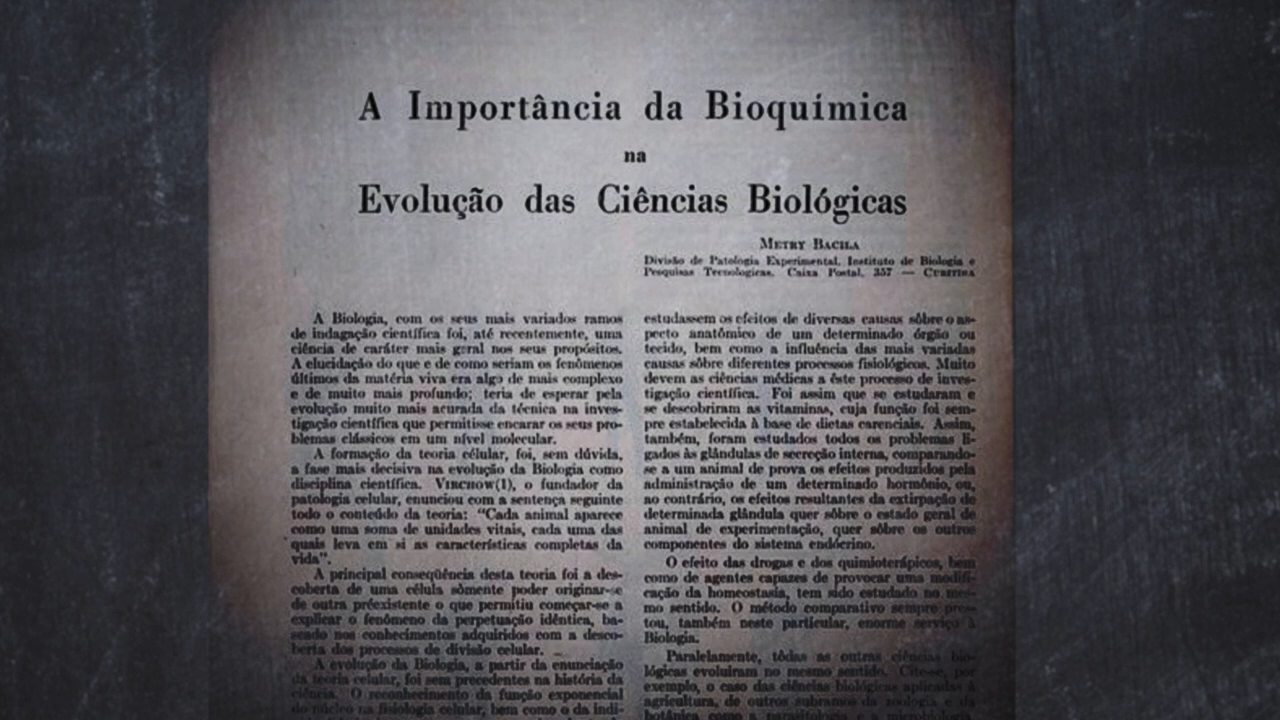 A Importância da Bioquímica
na
Evolução das Ciências Biológicas
METRY BACILA
Divisão de Patologia Experimental, Instituto de Biologia e
Pesquisas Tecnologicas, Caixa Postal, 357 — CURITIBA
A Biologia, com os seus mais variados ramos
de indagação científica foi, até recentemente, uma
ciência de caráter mais geral nos seus propósitos.
A elucidação do que e de como seriam os fenômenos
últimos da matéria viva era algo de mais complexo
e de muito mais profundo; teria de esperar pela
evolução muito mais acurada da técnica na inves-
tigação científica que permitisse encarar os seus pro-
blemas clássicos em um nível molecular.
A formação da teoria célular, foi, sem dúvida,
a fase mais decisiva na evolução da Biologia como
disciplina científica. VIRCHOW(1), o fundador da
patologia celular, enunciou com a sentença seguinte
todo o conteúdo da teoria: "Cada animal aparece
como uma soma de unidades vitais, cada uma das
quais leva em si as características completas da
vida".
A principal conseqüência desta teoria foi a des-
coberta de uma célula sòmente poder originar-se
de outra préexistente o que permitiu começar-se a
explicar o fenômeno da perpetuação idêntica, ba-
seado nos conhecimentos adquiridos com a desco-
berta dos processos de divisão celular.
A evolução da Biologia, a partir da enunciação
da teoria celular, foi sem precedentes na história da
ciência. O reconhecimento da função exponencial
do núcleo na fisiologia celular, bem como o da indi-
estudassem os efeitos de diversas causas sôbre o as-
pecto anatômico de um determinado órgão ou
tecido, bem como a influência das mais variadas
causas sôbre diferentes processos fisiológicos. Muito
devem as ciências médicas a êste processo de inves-
tigação científica. Foi assim que se estudaram e
se descobriram as vitaminas, cuja função foi sem-
pre estabelecida à base de dietas carenciais. Assim,
também, foram estudados todos os problemas li-
gados às glândulas de secreção interna, comparando-
se a um animal de prova os efeitos produzidos pela
administração de um determinado hormônio, ou,
ao contrário, os efeitos resultantes da extirpação de
determinada glândula quer sôbre o estado geral de
animal de experimentação, quer sôbre os outros
componentes do sistema endócrino.
O efeito das drogas e dos quimioterápicos, bem
como de agentes capazes de provocar uma modifi-
cação da homeostasia, tem sido estudado no mes-
mo sentido. O método comparativo sempre pres-
tou, também neste particular, enorme serviço à
Biologia.
Paralelamente, tôdas as outras ciências bio-
lógicas evoluiram no mesmo sentido. Cite-se, por
exemplo, o caso das ciências biológicas aplicadas à
agricultura, de outros subramos da zoologia e da
botânica como a parasitologia e a microbiologia,